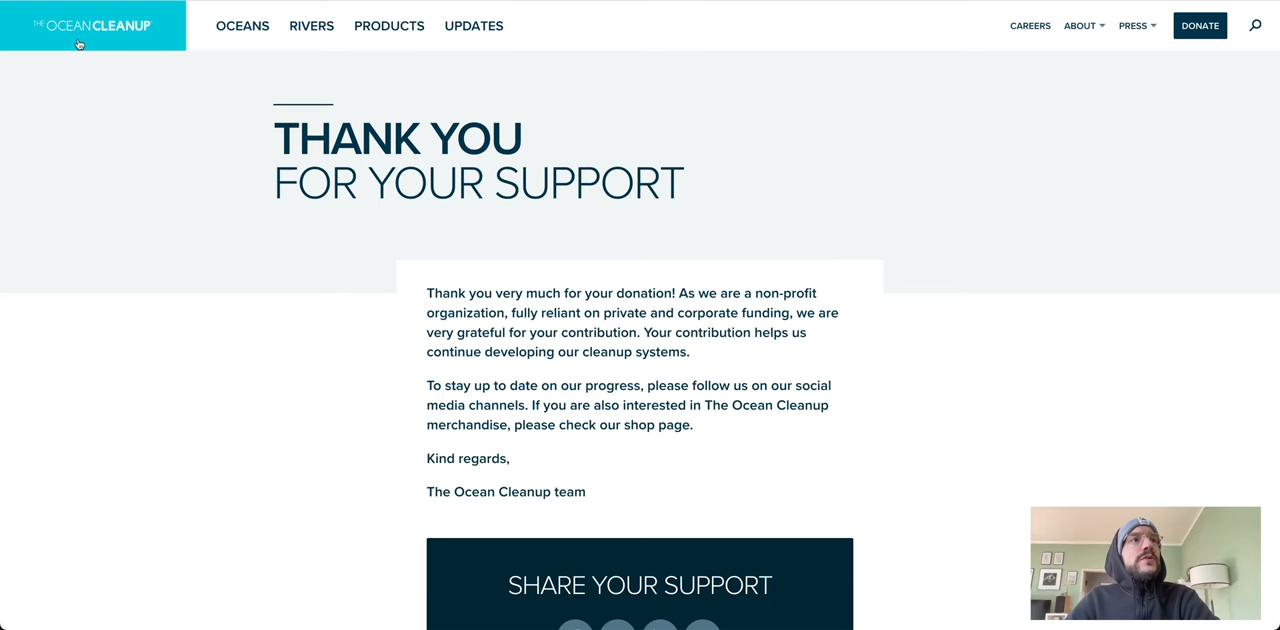 THE OCEANCLEANUP
OCEANS RIVERS PRODUCTS UPDATES
CAREERS ABOUT PRESS DONATE
THANK YOU
FOR YOUR SUPPORT
Thank you very much for your donation! As we are a non-profit
organization, fully reliant on private and corporate funding, we are
very grateful for your contribution. Your contribution helps us
continue developing our cleanup systems.
To stay up to date on our progress, please follow us on our social
media channels. If you are also interested in The Ocean Cleanup
merchandise, please check our shop page.
Kind regards,
The Ocean Cleanup team
SHARE YOUR SUPPORT